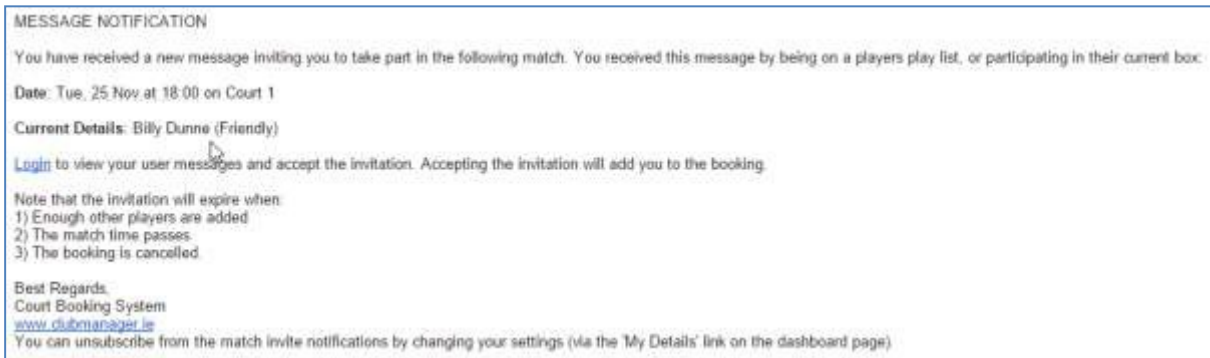 MESSAGE NOTIFICATION
You have received a new message inviting you to take part in the following match. You received this message by being on a players play list, or participating in their current box:
Date: Tue, 25 Nov at 18:00 on Court 1
Current Details: Billy Dunne (Friendly)
Login to view your user messages and accept the invitation. Accepting the invitation will add you to the booking.
Note that the invitation will expire when:
1) Enough other players are added
2) The match time passes.
3) The booking is cancelled.
Best Regards,
Court Booking System
www.clubmanager.ie
You can unsubscribe from the match invite notifications by changing your settings (via the 'My Details' link on the dashboard page)